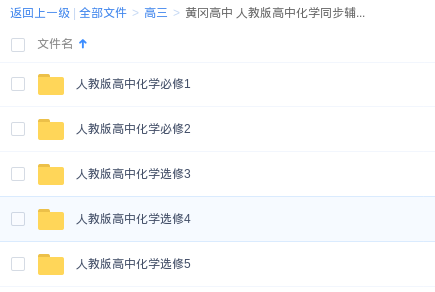 返回上一级 | 全部文件 > 高三 > 黄冈高中 人教版高中化学同步辅...
文件名
人教版高中化学必修1
人教版高中化学必修2
人教版高中化学选修3
人教版高中化学选修4
人教版高中化学选修5